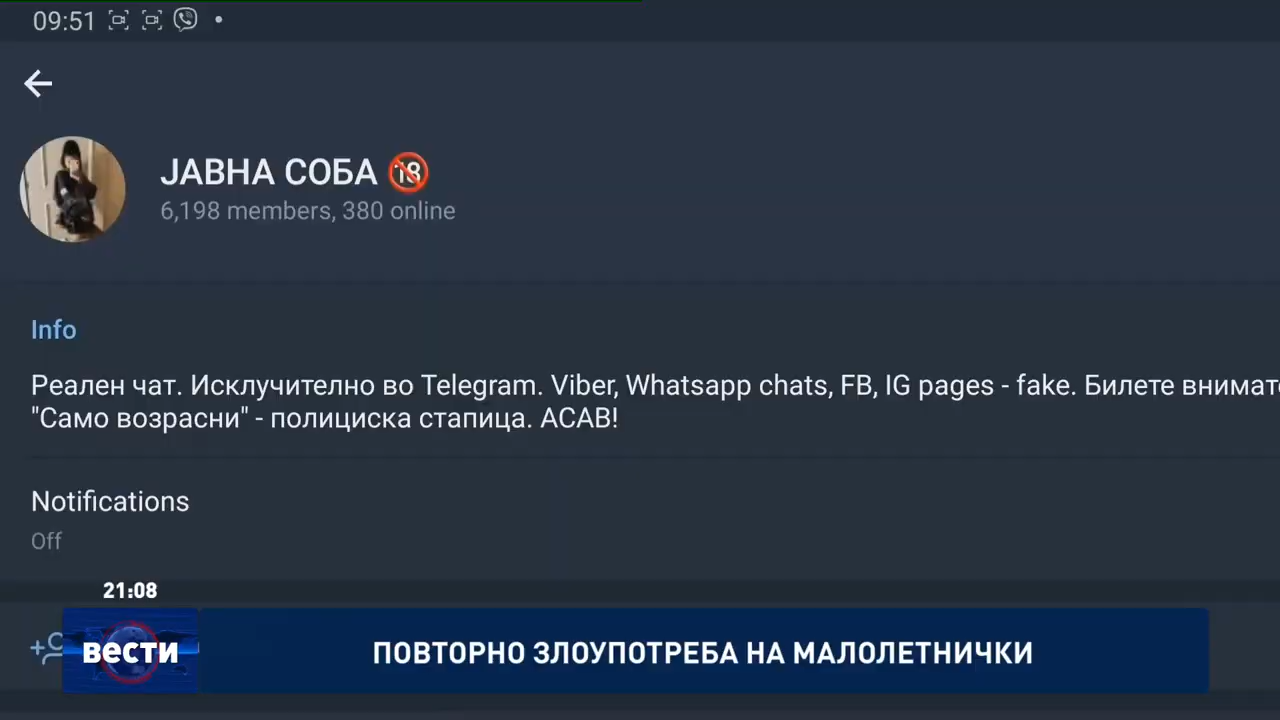 09:51
ЈАВНА СОБА 🔞
6,198 members, 380 online
Info
Реален чат. Исклучително во Telegram. Viber, Whatsapp chats, FB, IG pages - fake. Билете
"Само возрасни" - полициска стапица. ACAB!
Notifications
Off
21:08
вести
ПОВТОРНО ЗЛОУПОТРЕБА НА МАЛОЛЕТНИЧКИ